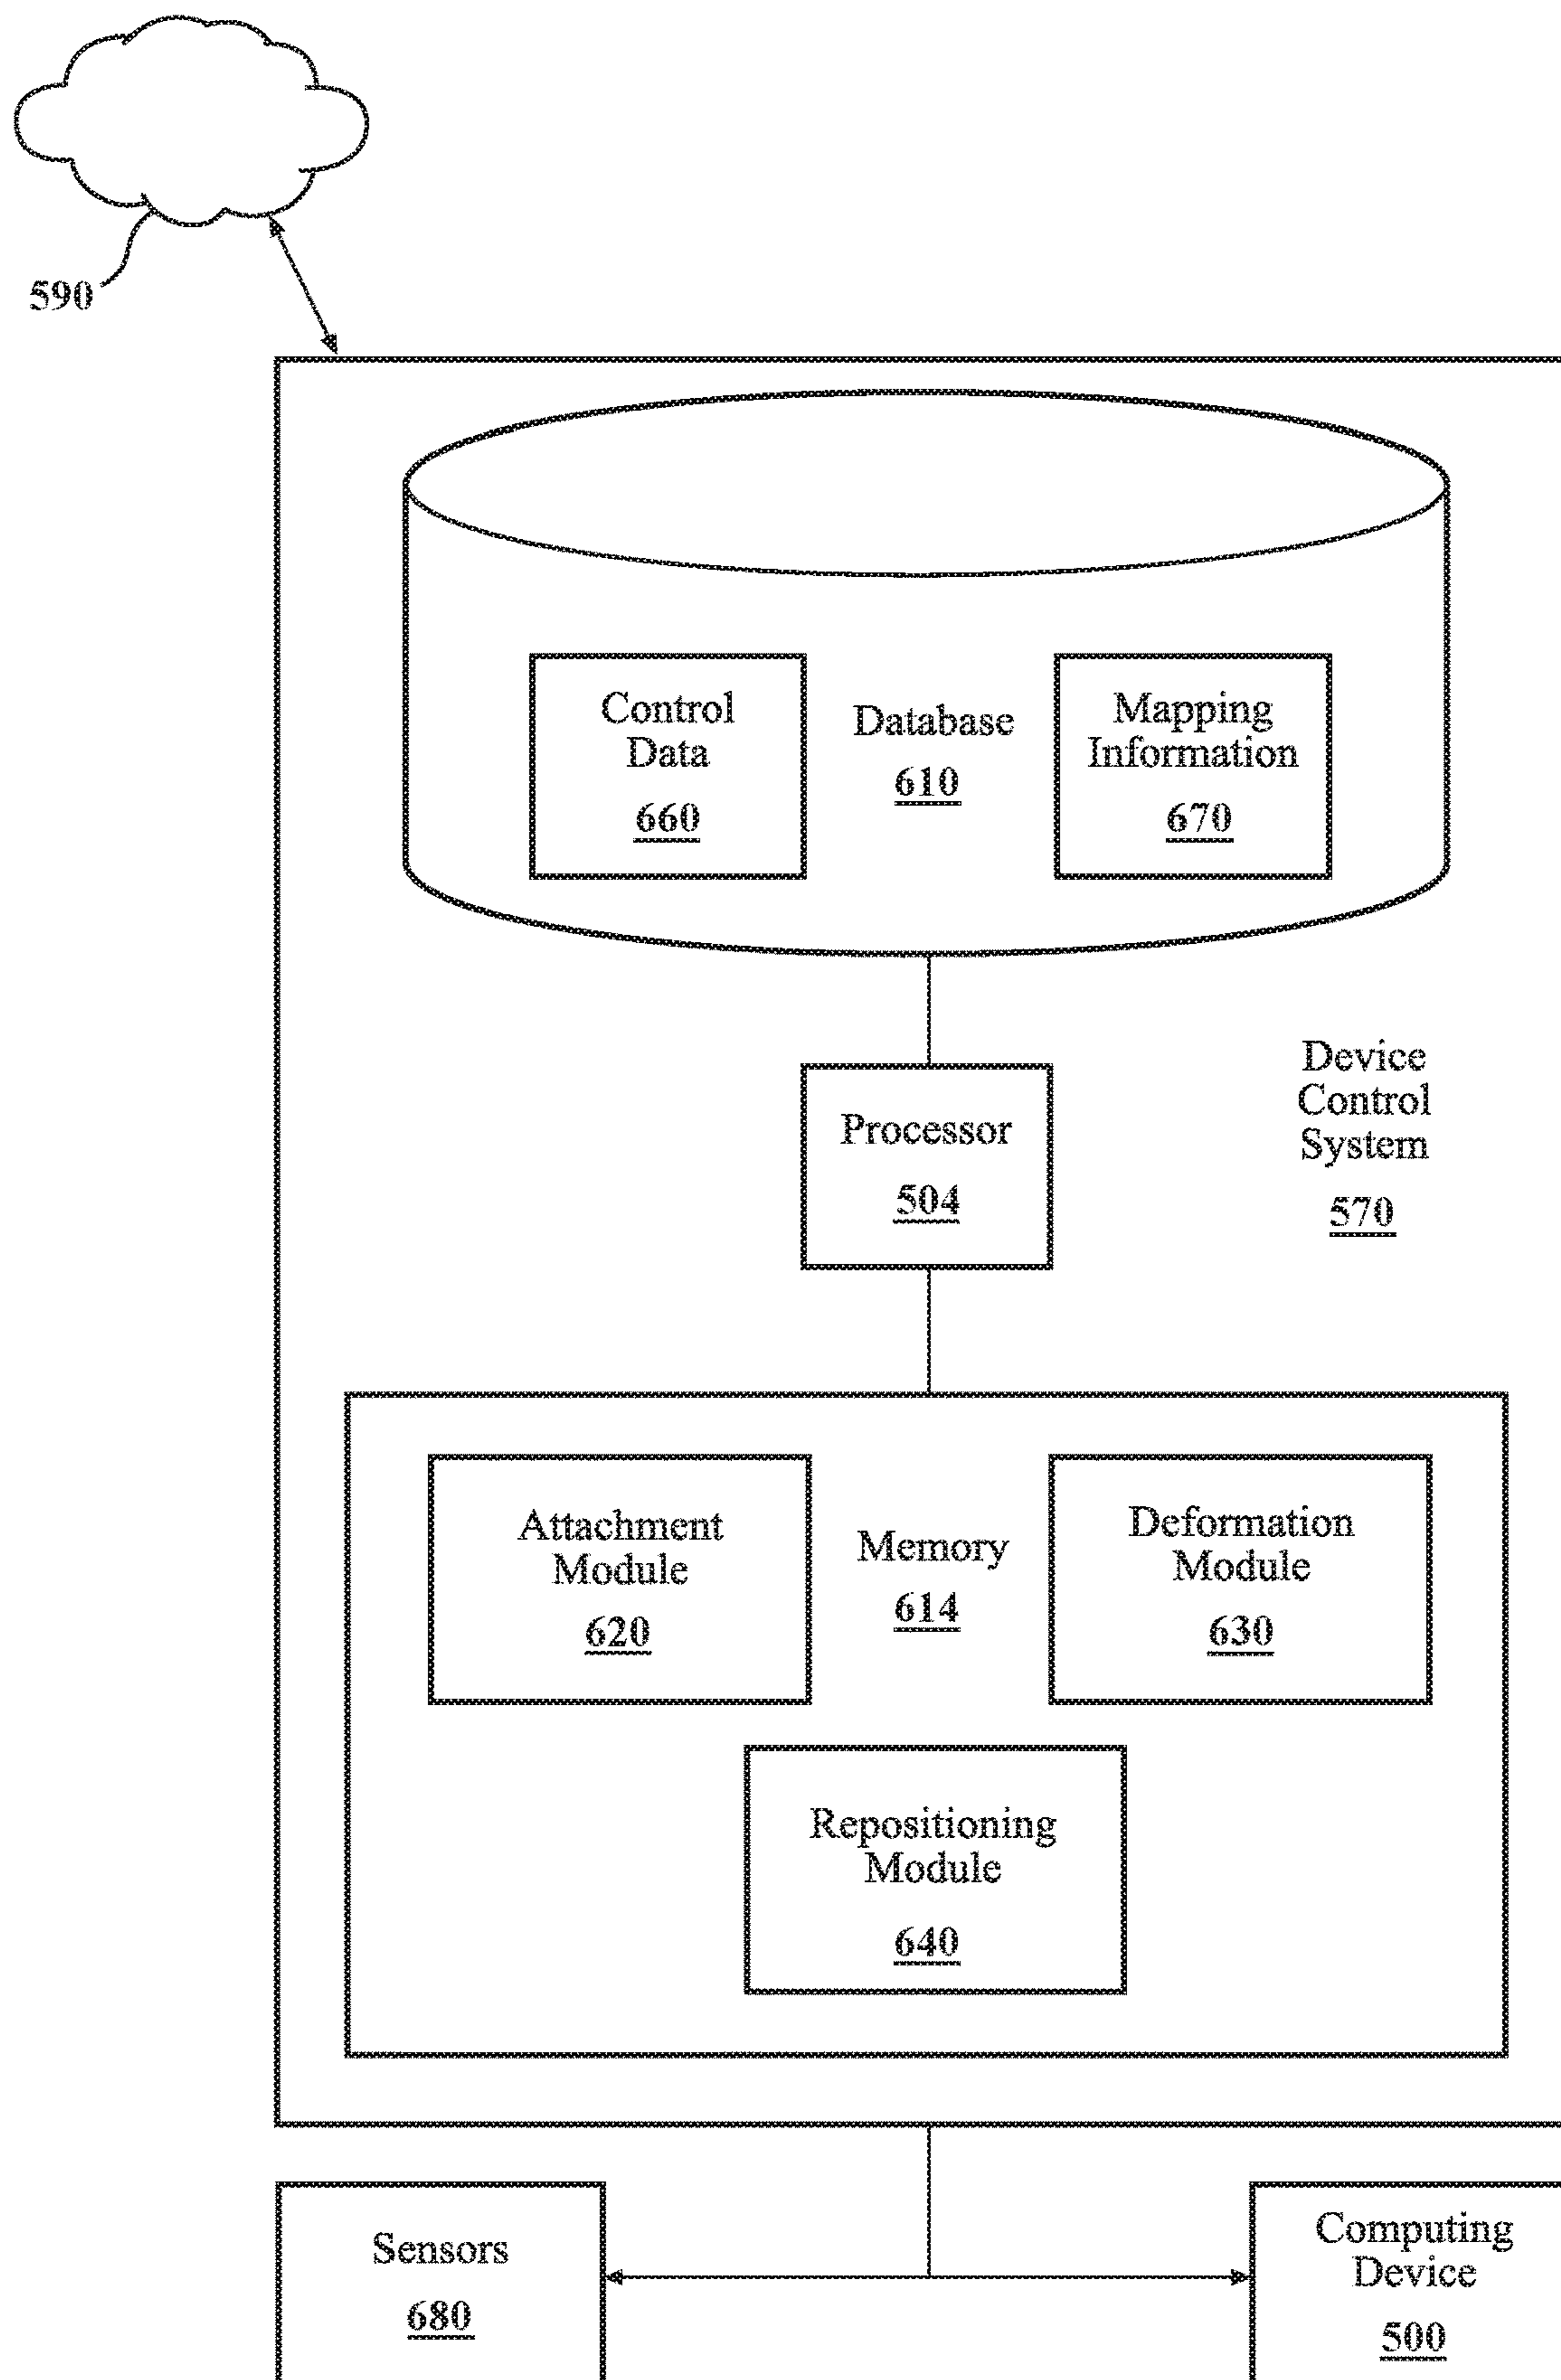 590
Control
Data
660
Database
610
Mapping
Information
670
Processor
504
Device
Control
System
570
Attachment
Module
620
Memory
614
Deformation
Module
630
Repositioning
Module
640
Sensors
680
Computing
Device
500